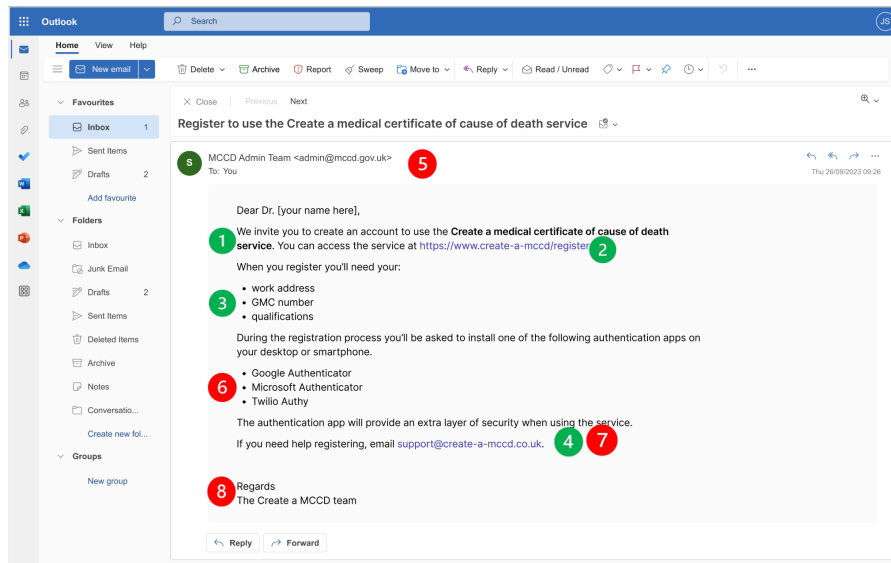 Outlook
Search
JS
Home View Help
New email
Delete Archive Report Sweep Move to Reply Read / Unread
Favourites
Inbox 1
Sent Items
Drafts 2
Add favourite
Folders
Inbox
Junk Email
Drafts 2
Sent Items
Deleted Items
Archive
Notes
Conversatio...
Create new fol...
Groups
New group
Close Previous Next
Register to use the Create a medical certificate of cause of death service
S
MCCD Admin Team <admin@mccd.gov.uk> 5
To: You
Thu 26/09/2023 09:26
Dear Dr. [your name here],
We invite you to create an account to use the Create a medical certificate of cause of death
1 service. You can access the service at https://www.create-a-mccd/register 2
When you register you'll need your:
• work address
3 • GMC number
• qualifications
During the registration process you'll be asked to install one of the following authentication apps on
your desktop or smartphone.
• Google Authenticator
6 • Microsoft Authenticator
• Twilio Authy
The authentication app will provide an extra layer of security when using the service.
If you need help registering, email support@create-a-mccd.co.uk. 4 7
8 Regards
The Create a MCCD team
Reply Forward